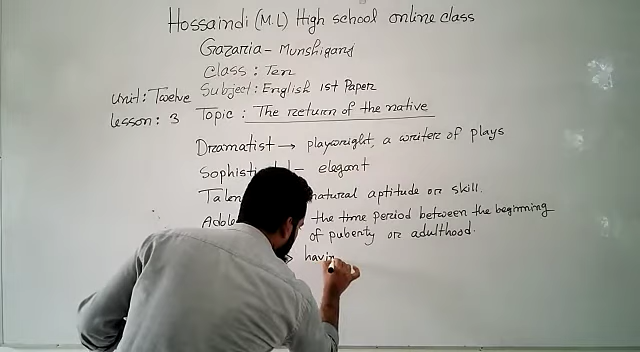 Hossaindi (M.L) High school online class
Gazaria - Munshiganj
Class : Ten
Unit : Twelve Subject : English 1st Paper
Lesson : 3 Topic : The return of the native
Dramatist → playwright, a writer of plays
elegant
natural aptitude or skill.
the time period between the beginning
of puberty or adulthood.